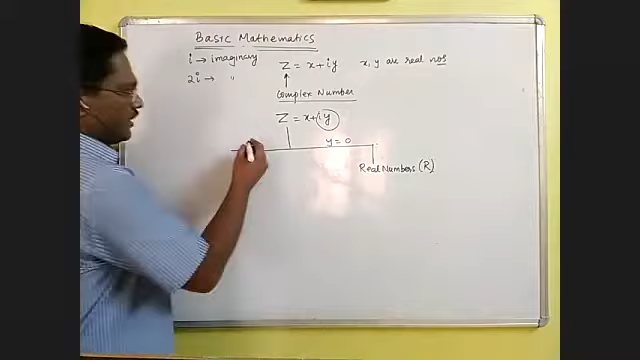 Basic Mathematics
i → imaginary Z = x + iy x, y are real nos
2i → "
Complex Number
Z = x + iy
y = 0
Real Numbers (R)